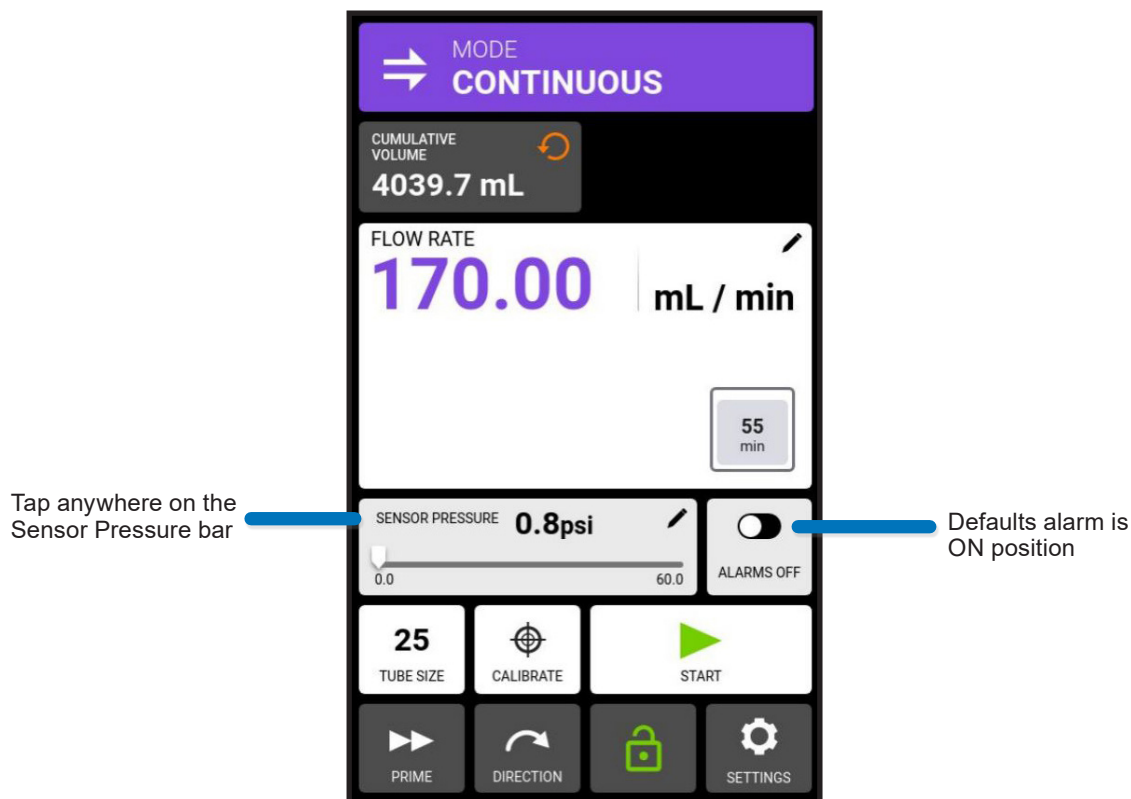 MODE
CONTINUOUS
CUMULATIVE
VOLUME
4039.7 mL
FLOW RATE
170.00 mL / min
55
min
Tap anywhere on the
Sensor Pressure bar
SENSOR PRESSURE 0.8psi
0.0 60.0
ALARMS OFF
Defaults alarm is
ON position
25
TUBE SIZE
CALIBRATE
START
PRIME
DIRECTION
SETTINGS